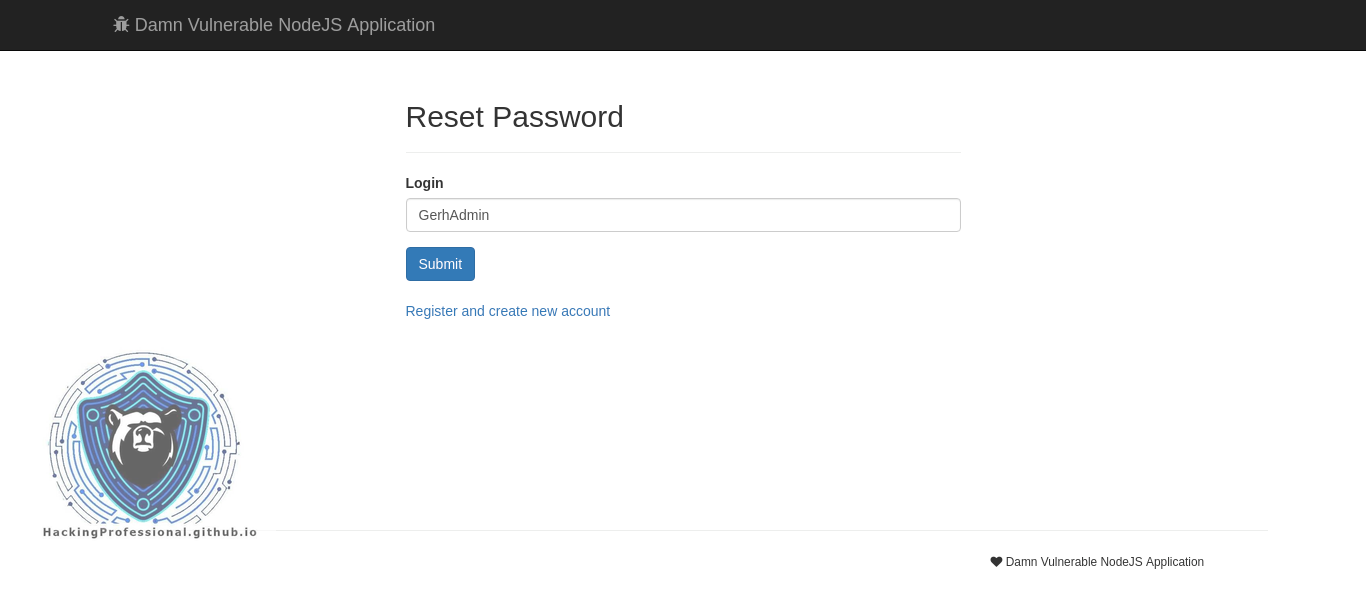 Damn Vulnerable NodeJS Application
Reset Password
Login
GerhAdmin
Submit
Register and create new account
HackingProfessional.github.io
Damn Vulnerable NodeJS Application